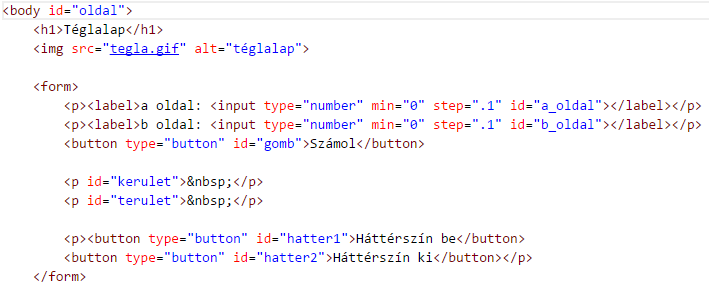 <body id="oldal">
<h1>Téglalap</h1>
<img src="tegla.gif" alt="téglalap">
<form>
<p><label>a oldal: <input type="number" min="0" step=".1" id="a_oldal"></label></p>
<p><label>b oldal: <input type="number" min="0" step=".1" id="b_oldal"></label></p>
<button type="button" id="gomb">Számol</button>
<p id="kerulet">&nbsp;</p>
<p id="terulet">&nbsp;</p>
<p><button type="button" id="hatter1">Háttérszín be</button>
<button type="button" id="hatter2">Háttérszín ki</button></p>
</form>